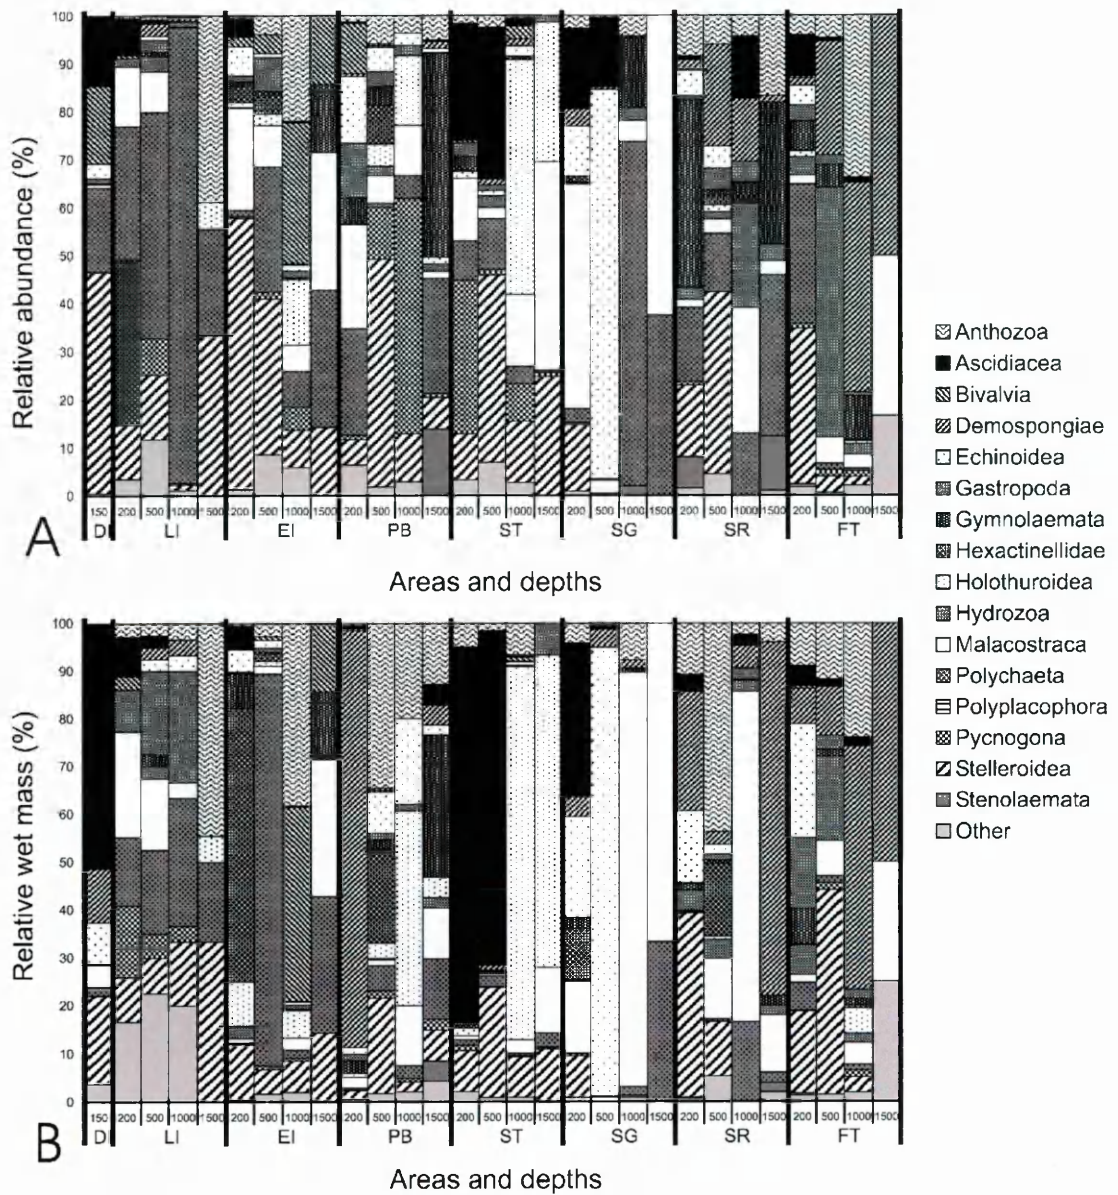 100
90
80
70
60
50
40
30
20
10
0
Relative abundance (%)
150 200 500 1000 1500 200 500 1000 1500 200 500 1000 1500 200 500 1000 1500 200 500 1000 1500 200 500 1000 1500 200 500 1000 1500
DI LI EI PB ST SG SR FT
A
Areas and depths
Anthozoa
Ascidiacea
Bivalvia
Demospongiae
Echinoidea
Gastropoda
Gymnolaemata
Hexactinellidae
Holothuroidea
Hydrozoa
Malacostraca
Polychaeta
Polyplacophora
Pycnogona
Stelleroidea
Stenolaemata
Other
100
90
80
70
60
50
40
30
20
10
0
Relative wet mass (%)
150 200 500 1000 1500 200 500 1000 1500 200 500 1000 1500 200 500 1000 1500 200 500 1000 1500 200 500 1000 1500 200 500 1000 1500
DI LI EI PB ST SG SR FT
B
Areas and depths